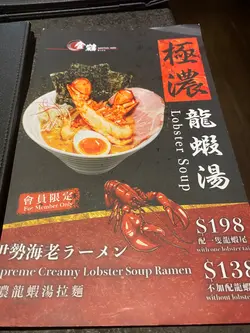 極濃
龍蝦湯
Lobster Soup
會員限定
For Member Only
伊勢海老ラーメン
Supreme Creamy Lobster Soup Ramen
濃龍蝦湯拉麵
$198
配一隻龍蝦尾
with one lobster tail
$138
不加配龍蝦
without lobster